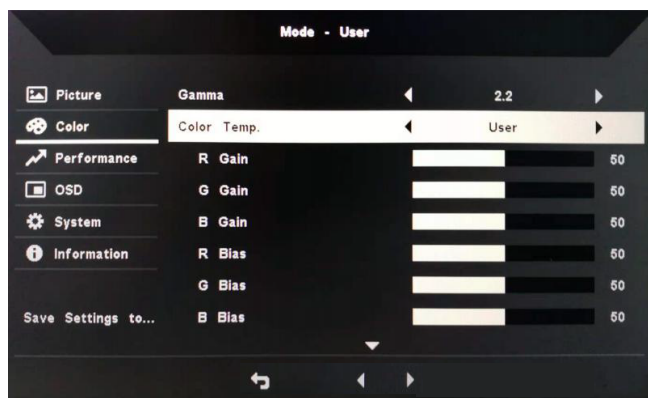 Mode - User
Picture
Gamma 2.2
Color
Color Temp. User
Performance
R Gain 50
OSD
G Gain 50
System
B Gain 50
Information
R Bias 50
G Bias 50
Save Settings to...
B Bias 50